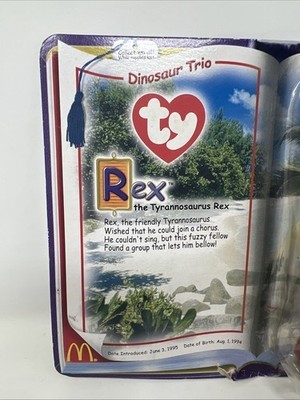 Dinosaur Trio
ty
Rex™
the Tyrannosaurus Rex
Rex, the friendly Tyrannosaurus
Wished that he could join a chorus.
He couldn't sing, but this fuzzy fellow
Found a group that lets him bellow!
Date Introduced: June 3, 1995 Date of Birth: Aug. 1, 1994